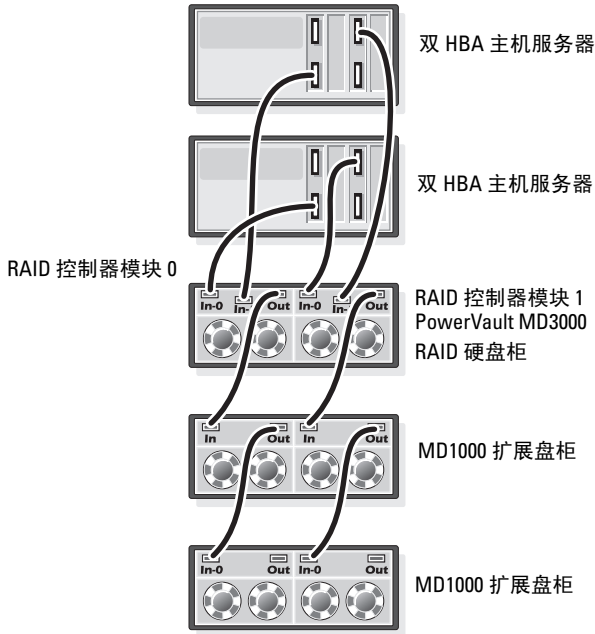 双 HBA 主机服务器
双 HBA 主机服务器
RAID 控制器模块 0
RAID 控制器模块 1
PowerVault MD3000
RAID 硬盘柜
In-0 In- Out In-0 In- Out
In Out In Out
MD1000 扩展盘柜
In-0 Out In-0 Out
MD1000 扩展盘柜